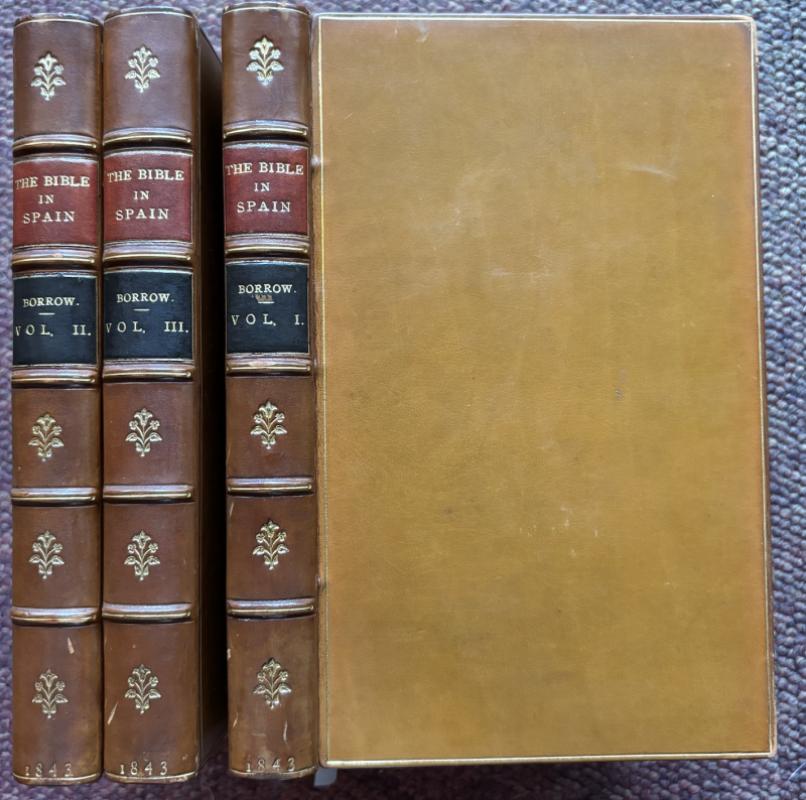 THE BIBLE
IN
SPAIN
BORROW.
VOL. II.
1843
THE BIBLE
IN
SPAIN
BORROW.
VOL. III.
1843
THE BIBLE
IN
SPAIN
BORROW.
VOL. I.
1843